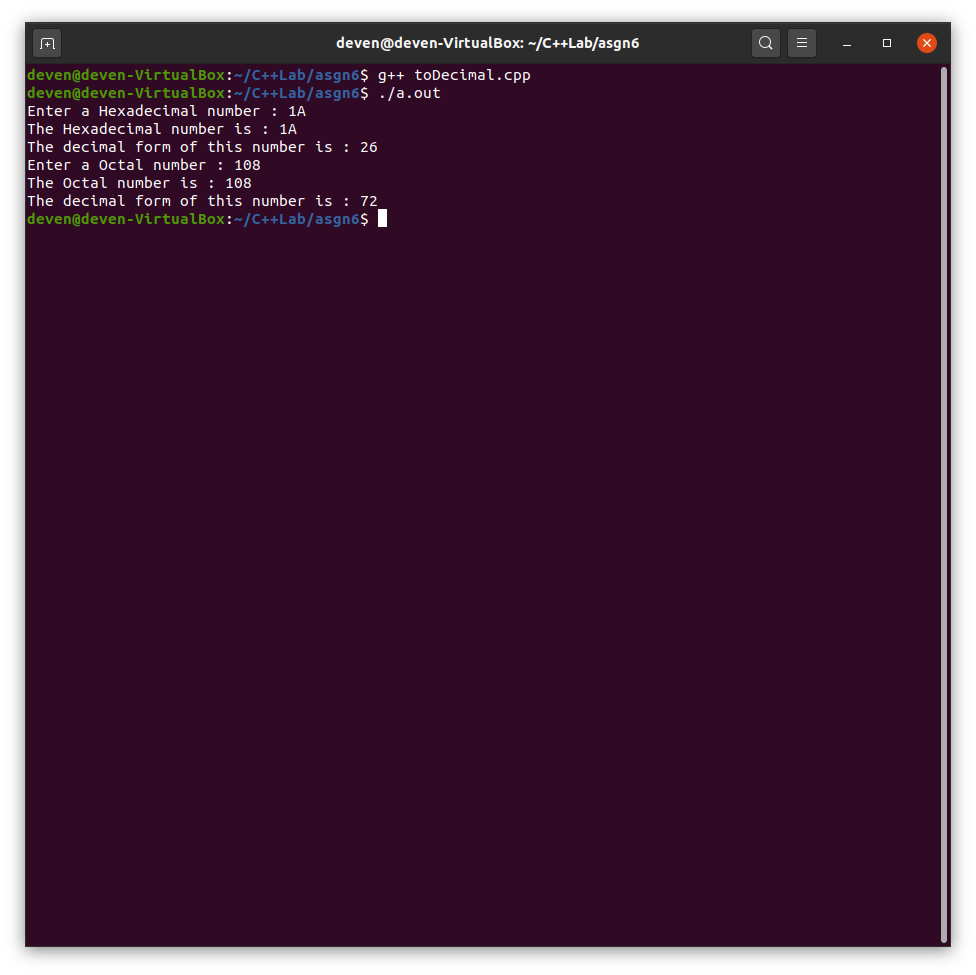 deven@deven-VirtualBox: ~/C++Lab/asgn6
deven@deven-VirtualBox:~/C++Lab/asgn6$ g++ toDecimal.cpp
deven@deven-VirtualBox:~/C++Lab/asgn6$ ./a.out
Enter a Hexadecimal number : 1A
The Hexadecimal number is : 1A
The decimal form of this number is : 26
Enter a Octal number : 108
The Octal number is : 108
The decimal form of this number is : 72
deven@deven-VirtualBox:~/C++Lab/asgn6$